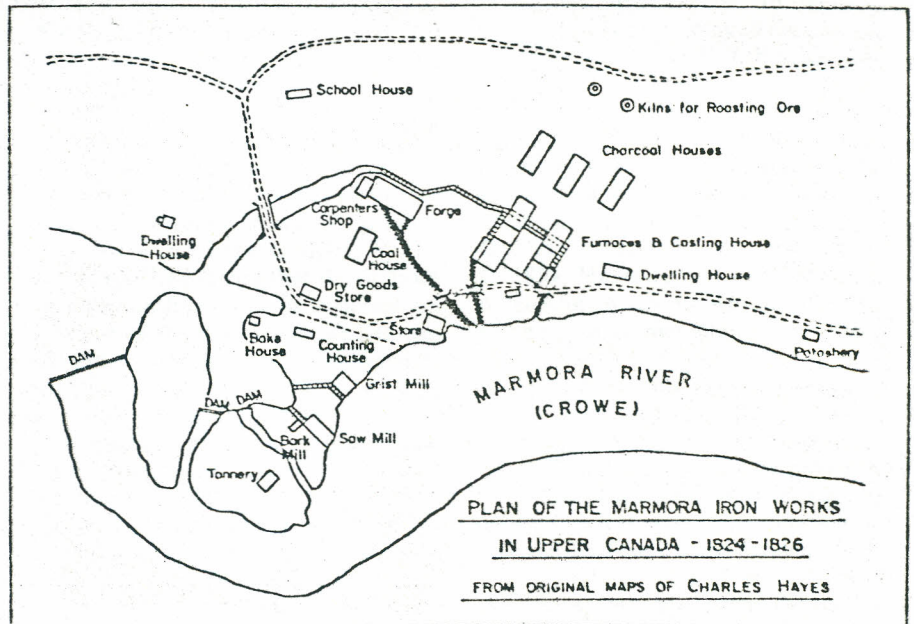 School House
Kilns for Roasting Ore
Charcoal Houses
Carpenters
Shop
Forge
Dwelling
House
Coal
House
Furnaces & Casting House
Dwelling House
Dry Goods
Store
Store
Bake
House
Counting
House
Potashery
DAM
Grist Mill
MARMORA RIVER
(CROWE)
DAM
DAM
Bark
Mill
Saw Mill
Tannery
PLAN OF THE MARMORA IRON WORKS
IN UPPER CANADA - 1824-1826
FROM ORIGINAL MAPS OF CHARLES HAYES